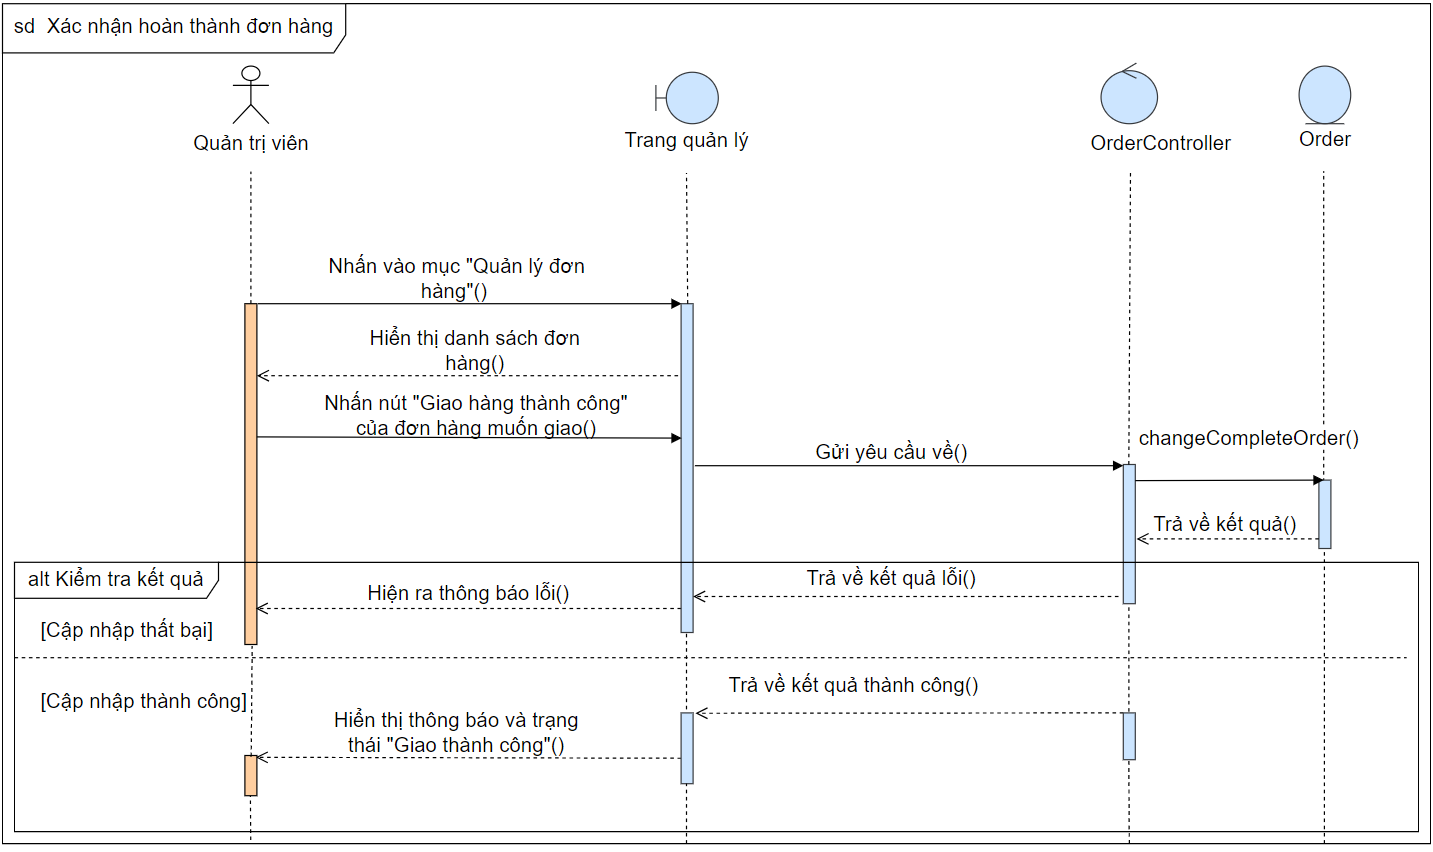 sd Xác nhận hoàn thành đơn hàng
Quản trị viên
Trang quản lý
OrderController
Order
Nhấn vào mục "Quản lý đơn
hàng"()
Hiển thị danh sách đơn
hàng()
Nhấn nút "Giao hàng thành công"
của đơn hàng muốn giao()
Gửi yêu cầu về()
changeCompleteOrder()
Trả về kết quả()
alt Kiểm tra kết quả
Trả về kết quả lỗi()
Hiện ra thông báo lỗi()
[Cập nhập thất bại]
[Cập nhập thành công]
Trả về kết quả thành công()
Hiển thị thông báo và trạng
thái "Giao thành công"()